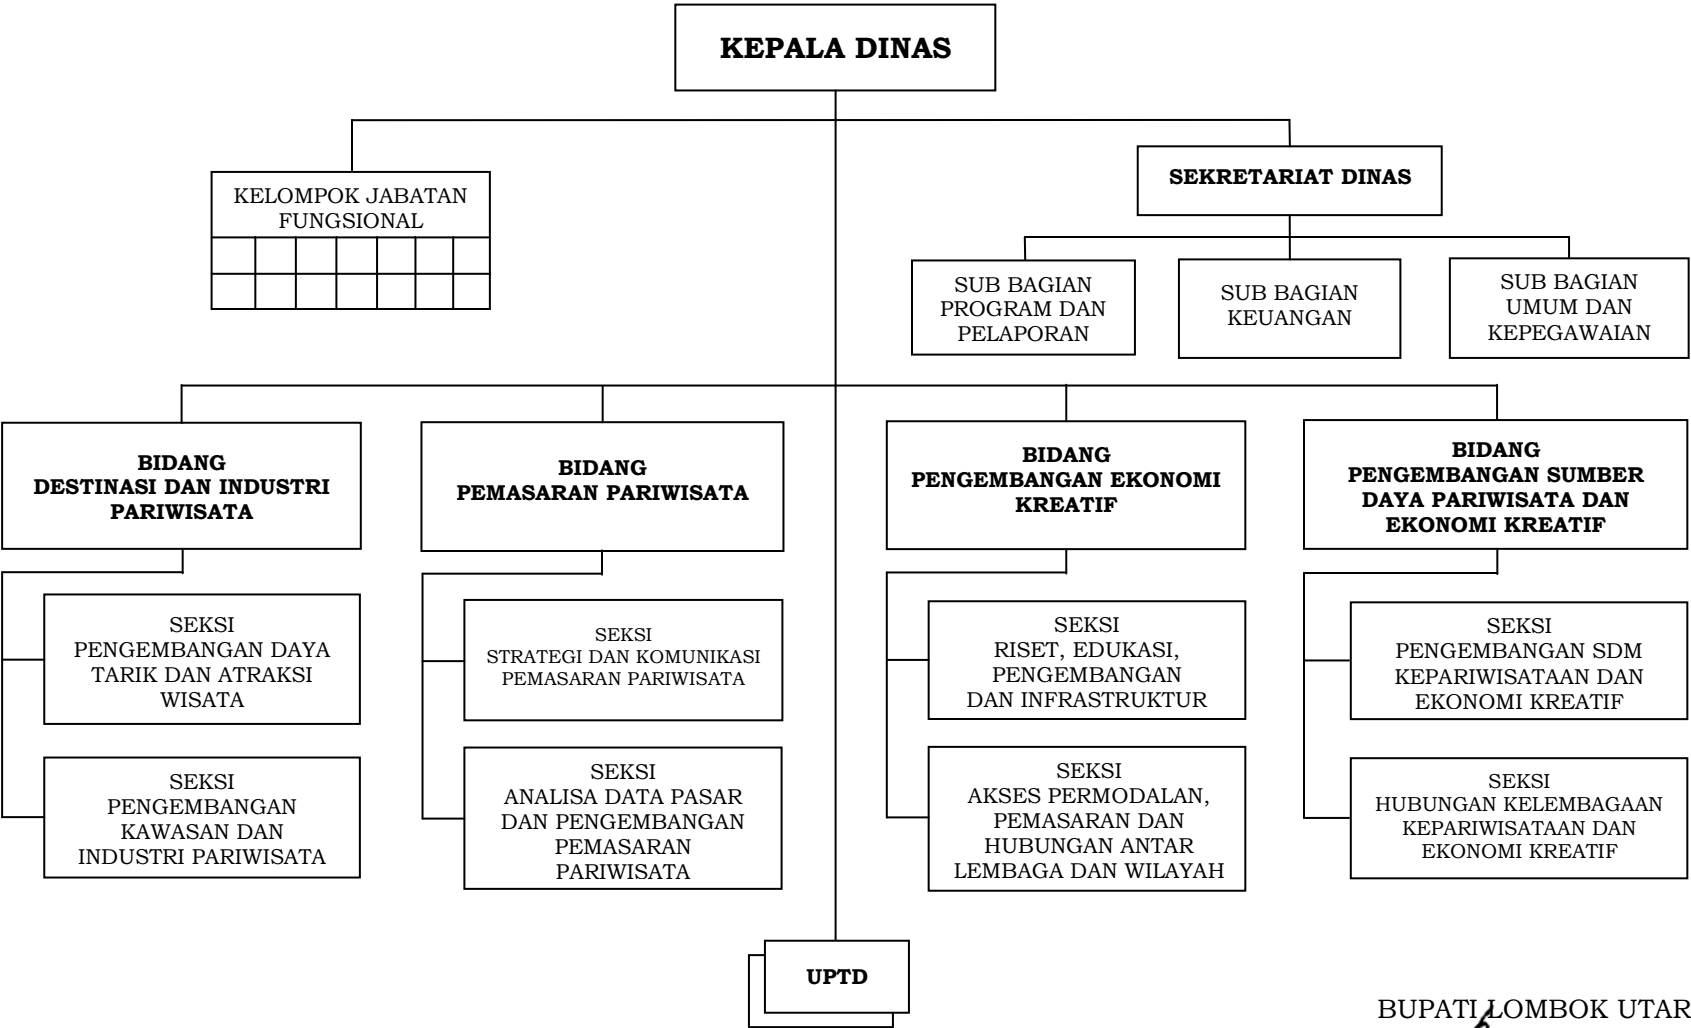 KEPALA DINAS
KELOMPOK JABATAN
FUNGSIONAL
SEKRETARIAT DINAS
SUB BAGIAN
PROGRAM DAN
PELAPORAN
SUB BAGIAN
KEUANGAN
SUB BAGIAN
UMUM DAN
KEPEGAWAIAN
BIDANG
DESTINASI DAN INDUSTRI
PARIWISATA
BIDANG
PEMASARAN PARIWISATA
BIDANG
PENGEMBANGAN EKONOMI
KREATIF
BIDANG
PENGEMBANGAN SUMBER
DAYA PARIWISATA DAN
EKONOMI KREATIF
SEKSI
PENGEMBANGAN DAYA
TARIK DAN ATRAKSI
WISATA
SEKSI
STRATEGI DAN KOMUNIKASI
PEMASARAN PARIWISATA
SEKSI
RISET, EDUKASI,
PENGEMBANGAN
DAN INFRASTRUKTUR
SEKSI
PENGEMBANGAN SDM
KEPARIWISATAAN DAN
EKONOMI KREATIF
SEKSI
PENGEMBANGAN
KAWASAN DAN
INDUSTRI PARIWISATA
SEKSI
ANALISA DATA PASAR
DAN PENGEMBANGAN
PEMASARAN
PARIWISATA
SEKSI
AKSES PERMODALAN,
PEMASARAN DAN
HUBUNGAN ANTAR
LEMBAGA DAN WILAYAH
SEKSI
HUBUNGAN KELEMBAGAAN
KEPARIWISATAAN DAN
EKONOMI KREATIF
UPTD
BUPATI LOMBOK UTAR